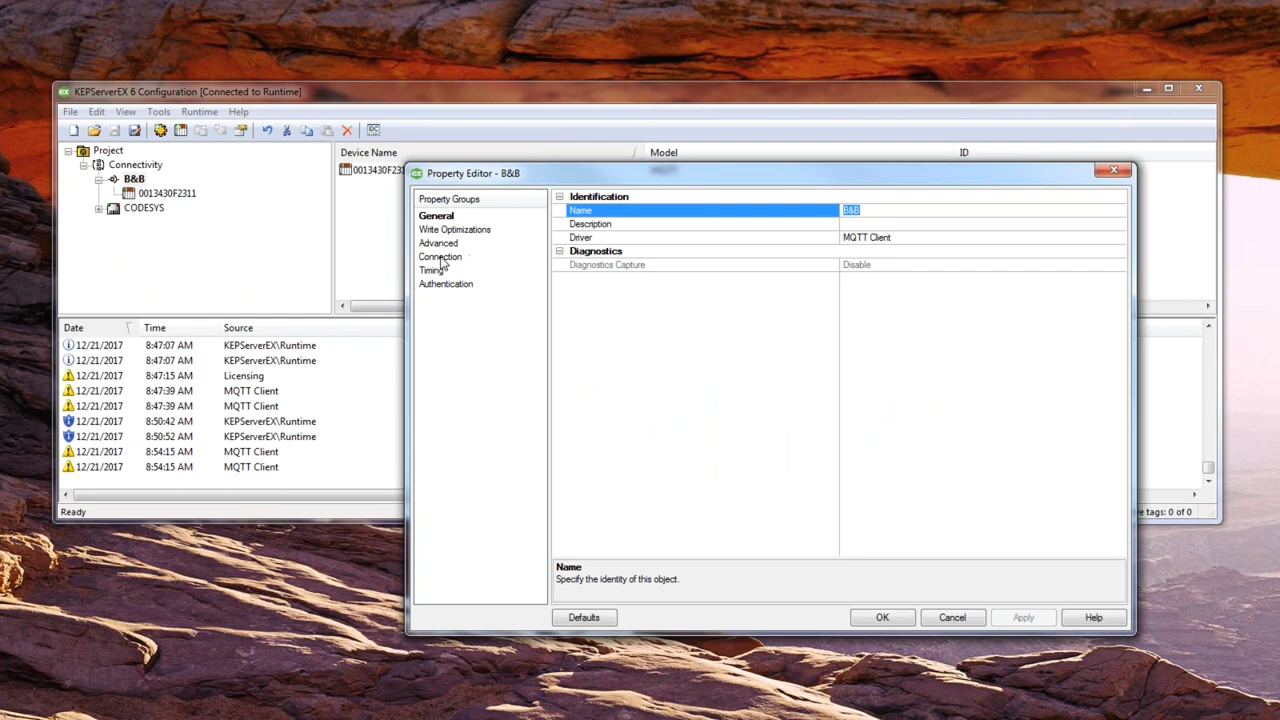 KEPServerEX 6 Configuration [Connected to Runtime]
File Edit View Tools Runtime Help
Project
Connectivity
B&B
0013430F2311
CODESYS
Device Name / Model ID
0013430F231
Property Editor - B&B
Property Groups
General
Write Optimizations
Advanced
Connection
Timing
Authentication
Identification
Name B&B
Description
Driver MQTT Client
Diagnostics
Diagnostics Capture Disable
Name
Specify the identity of this object.
Defaults OK Cancel Apply Help
Date Time Source
12/21/2017 8:47:07 AM KEPServerEX\Runtime
12/21/2017 8:47:07 AM KEPServerEX\Runtime
12/21/2017 8:47:15 AM Licensing
12/21/2017 8:47:39 AM MQTT Client
12/21/2017 8:47:39 AM MQTT Client
12/21/2017 8:50:42 AM KEPServerEX\Runtime
12/21/2017 8:50:52 AM KEPServerEX\Runtime
12/21/2017 8:54:15 AM MQTT Client
12/21/2017 8:54:15 AM MQTT Client
Ready
ve tags: 0 of 0